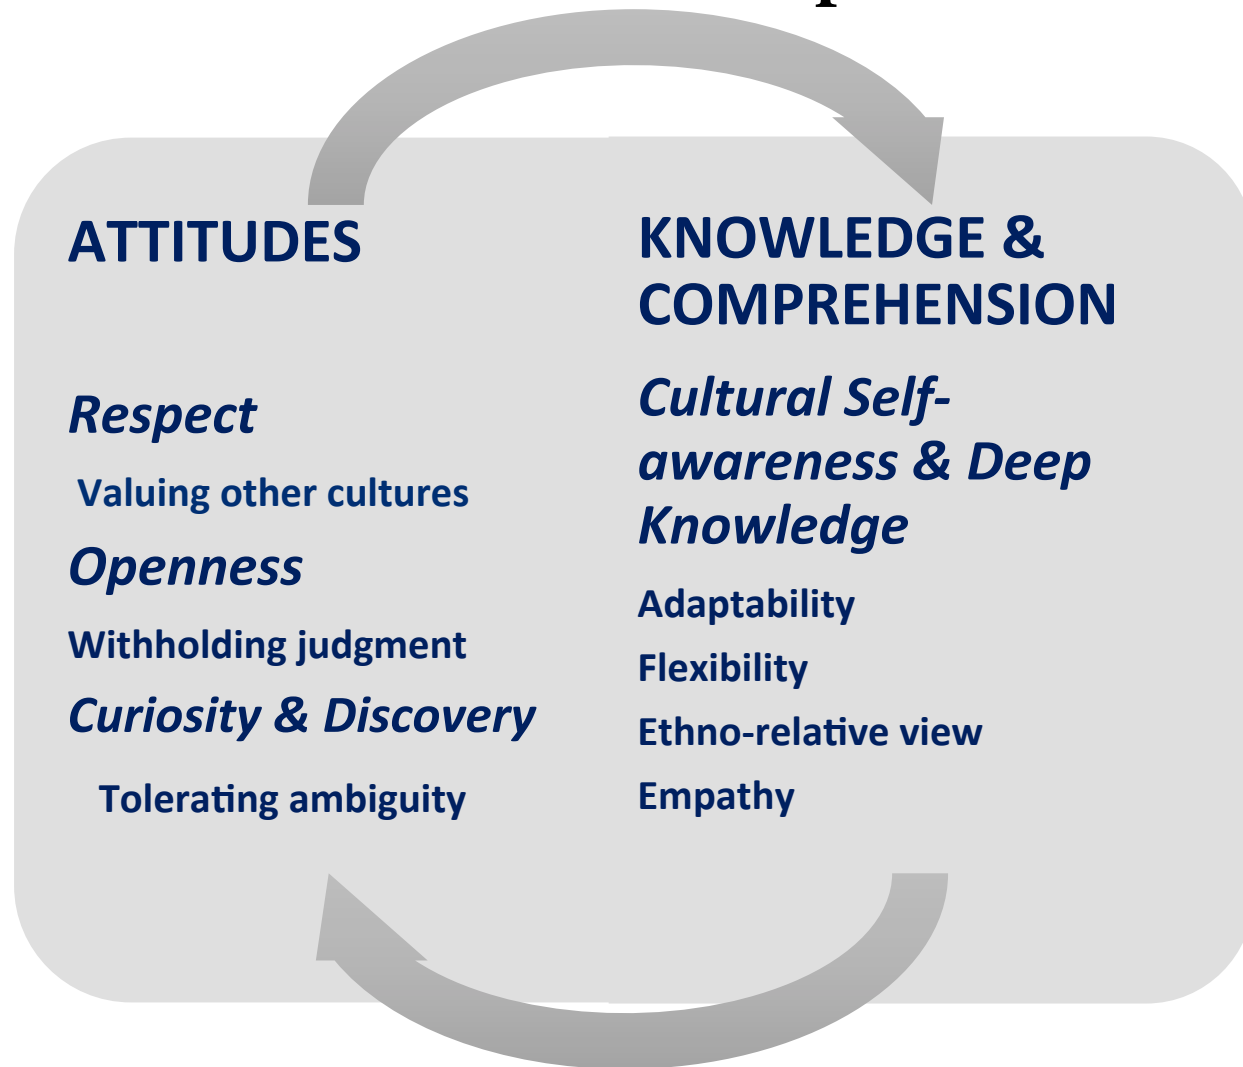 ATTITUDES
Respect
Valuing other cultures
Openness
Withholding judgment
Curiosity & Discovery
Tolerating ambiguity
KNOWLEDGE &
COMPREHENSION
Cultural Self-
awareness & Deep
Knowledge
Adaptability
Flexibility
Ethno-relative view
Empathy